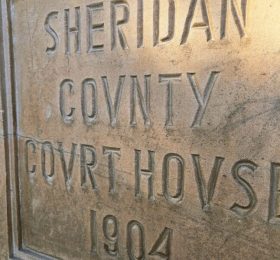 SHERIDAN
COVNTY
COVRT HOVSE
1904